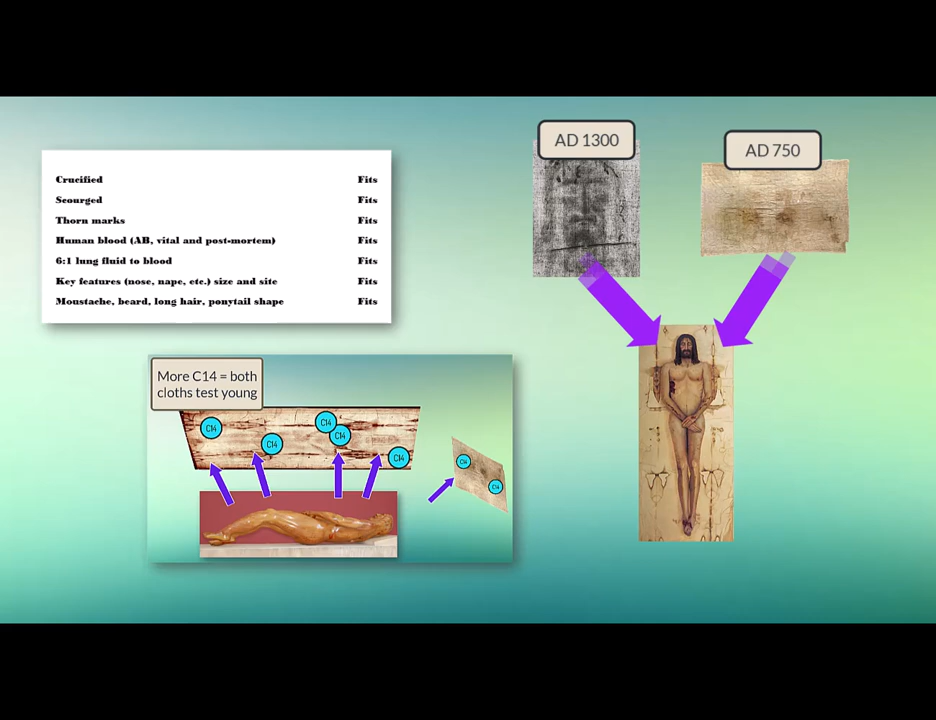 AD 1300
AD 750
Crucified Fits
Scourged Fits
Thorn marks Fits
Human blood (AB, vital and post-mortem) Fits
6:1 lung fluid to blood Fits
Key features (nose, nape, etc.) size and site Fits
Moustache, beard, long hair, ponytail shape Fits
More C14 = both
cloths test young
C14
C14
C14
C14
C14
C14
C14